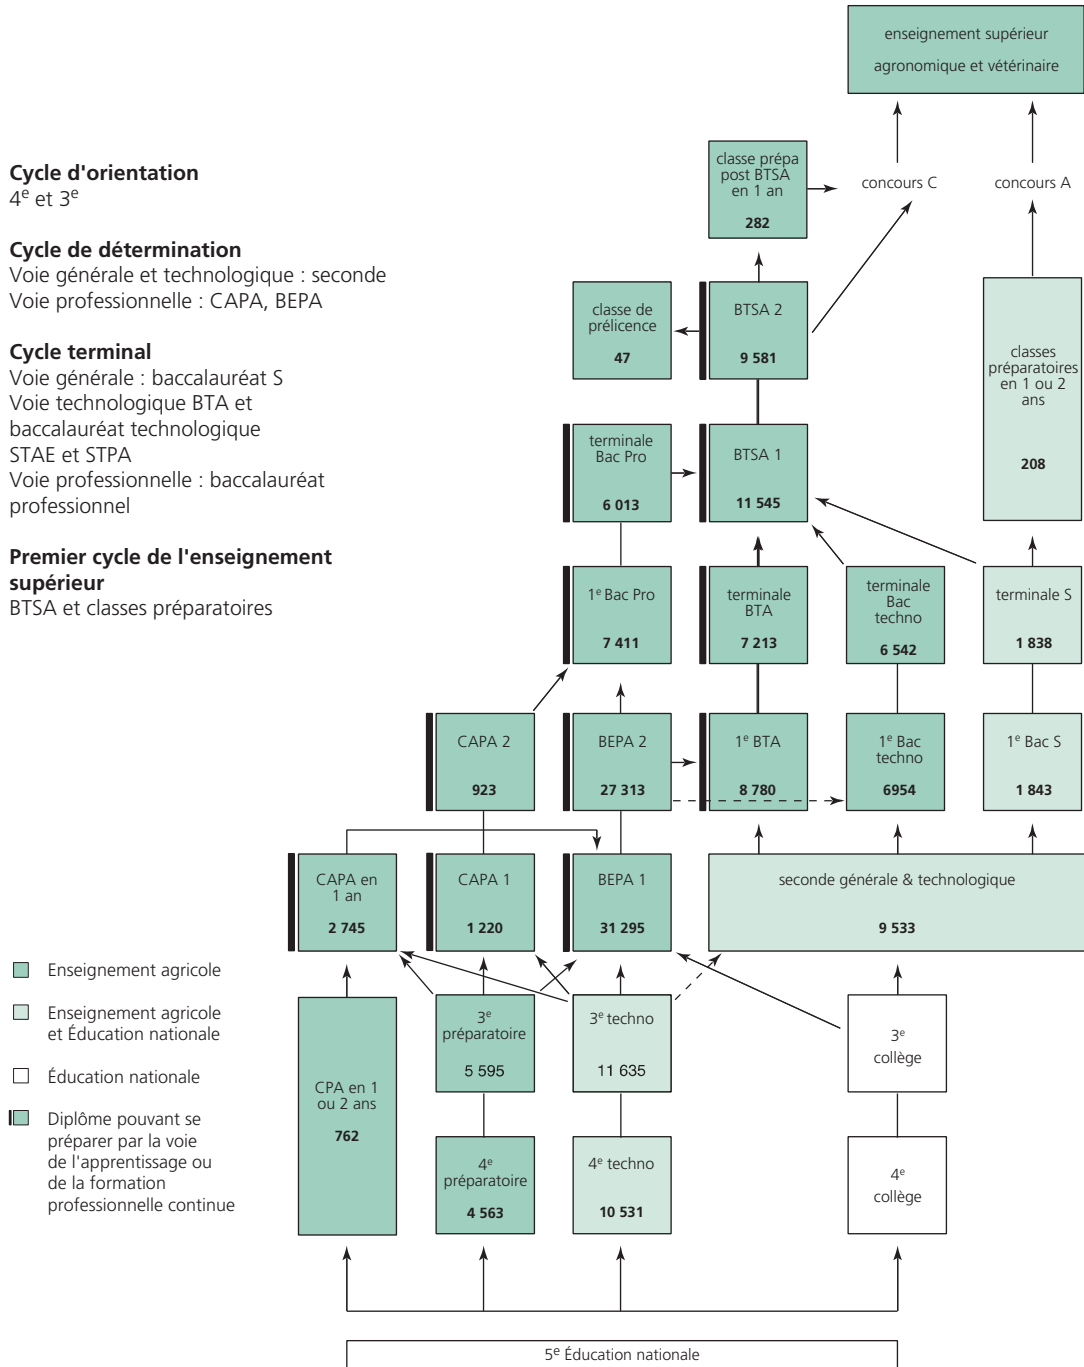 enseignement supérieur
agronomique et vétérinaire
Cycle d'orientation
4e et 3e
Cycle de détermination
Voie générale et technologique : seconde
Voie professionnelle : CAPA, BEPA
Cycle terminal
Voie générale : baccalauréat S
Voie technologique BTA et
baccalauréat technologique
STAE et STPA
Voie professionnelle : baccalauréat
professionnel
Premier cycle de l'enseignement
supérieur
BTSA et classes préparatoires
classe prépa
post BTSA
en 1 an
282
concours C
concours A
classe de
prélicence
47
BTSA 2
9 581
classes
préparatoires
en 1 ou 2
ans
208
terminale
Bac Pro
6 013
BTSA 1
11 545
1e Bac Pro
7 411
terminale
BTA
7 213
terminale
Bac
techno
6 542
terminale S
1 838
CAPA 2
923
BEPA 2
27 313
1e BTA
8 780
1e Bac
techno
6954
1e Bac S
1 843
CAPA en
1 an
2 745
CAPA 1
1 220
BEPA 1
31 295
seconde générale & technologique
9 533
Enseignement agricole
Enseignement agricole
et Éducation nationale
Éducation nationale
Diplôme pouvant se
préparer par la voie
de l'apprentissage ou
de la formation
professionnelle continue
CPA en 1
ou 2 ans
762
3e
préparatoire
5 595
3e techno
11 635
3e
collège
4e
préparatoire
4 563
4e techno
10 531
4e
collège
5e Éducation nationale